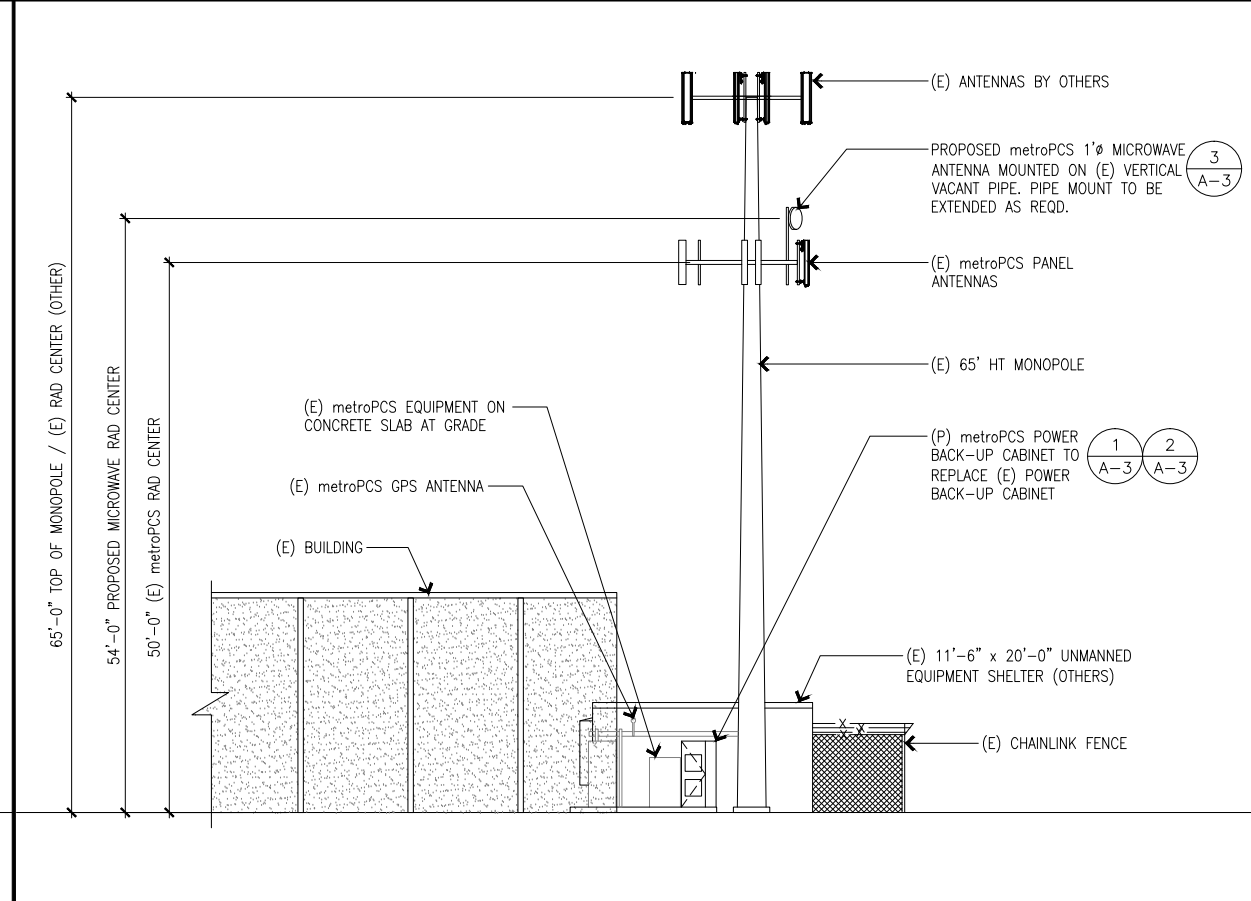 (E) ANTENNAS BY OTHERS
PROPOSED metroPCS 1'ø MICROWAVE
ANTENNA MOUNTED ON (E) VERTICAL
VACANT PIPE. PIPE MOUNT TO BE
EXTENDED AS REQD.
3
A-3
(E) metroPCS PANEL
ANTENNAS
(E) 65' HT MONOPOLE
(P) metroPCS POWER
BACK-UP CABINET TO
REPLACE (E) POWER
BACK-UP CABINET
1
A-3
2
A-3
(E) metroPCS EQUIPMENT ON
CONCRETE SLAB AT GRADE
(E) metroPCS GPS ANTENNA
(E) BUILDING
(E) 11'-6" x 20'-0" UNMANNED
EQUIPMENT SHELTER (OTHERS)
(E) CHAINLINK FENCE
65'-0" TOP OF MONOPOLE / (E) RAD CENTER (OTHER)
54'-0" PROPOSED MICROWAVE RAD CENTER
50'-0" (E) metroPCS RAD CENTER